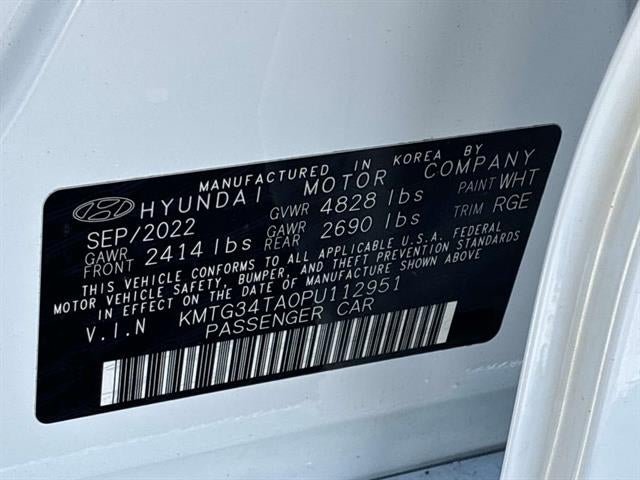 MANUFACTURED IN KOREA BY
HYUNDAI MOTOR COMPANY
SEP/2022 GVWR 4828 lbs PAINT WHT
GAWR FRONT 2414 lbs GAWR REAR 2690 lbs TRIM RGE
THIS VEHICLE CONFORMS TO ALL APPLICABLE U.S.A. FEDERAL
MOTOR VEHICLE SAFETY, BUMPER, AND THEFT PREVENTION STANDARDS
IN EFFECT ON THE DATE OF MANUFACTURE SHOWN ABOVE
V.I.N KMTG34TA0PU112951
PASSENGER CAR